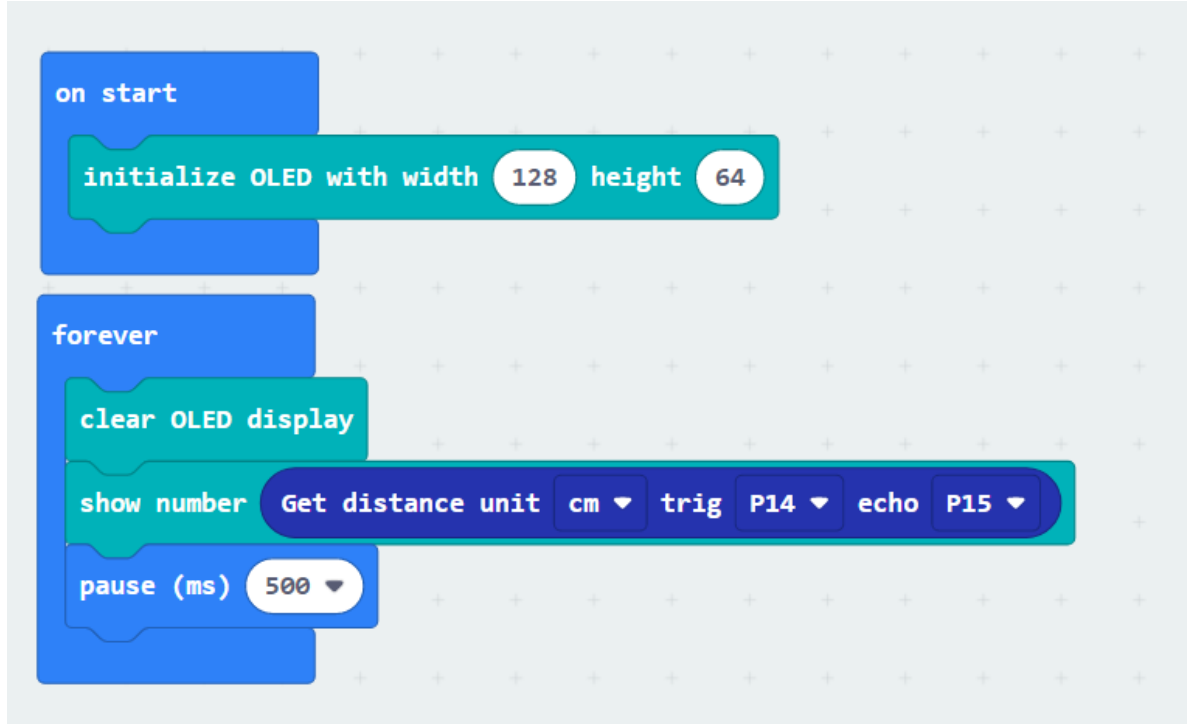 on start
initialize OLED with width 128 height 64
forever
clear OLED display
show number Get distance unit cm trig P14 echo P15
pause (ms) 500